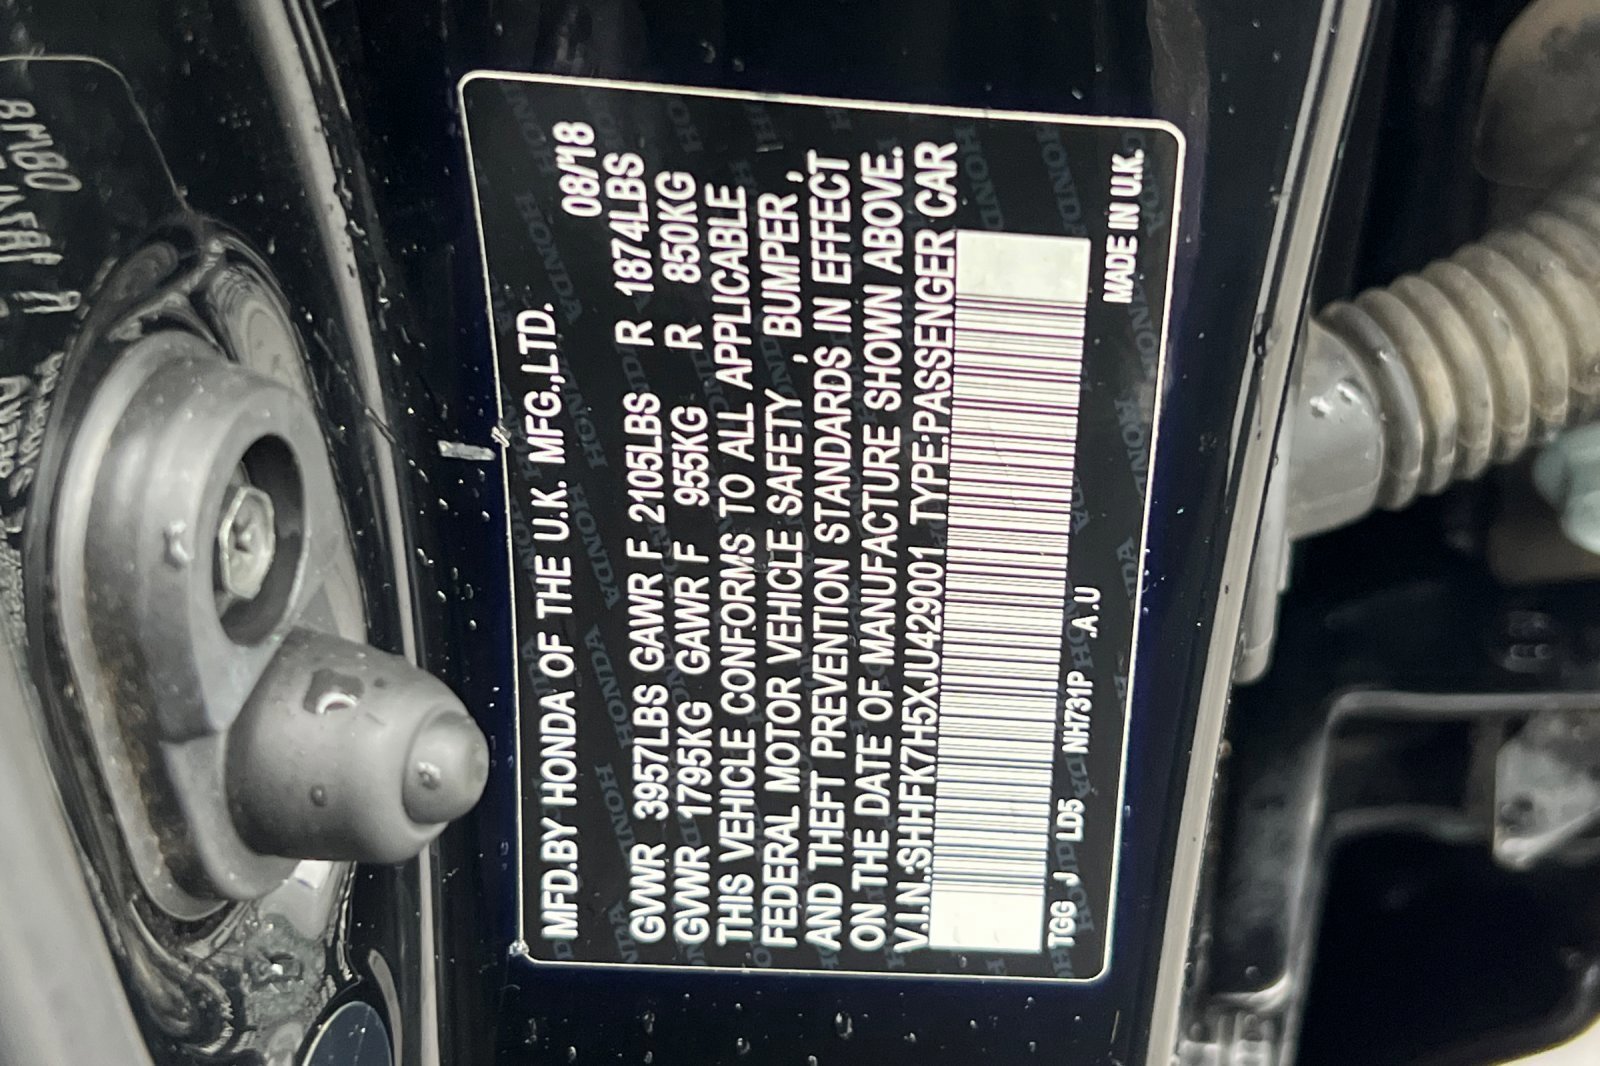 MFD.BY HONDA OF THE U.K. MFG.,LTD. 08/'18
GVWR 3957LBS GAWR F 2105LBS R 1874LBS
GVWR 1795KG GAWR F 955KG R 850KG
THIS VEHICLE CONFORMS TO ALL APPLICABLE
FEDERAL MOTOR VEHICLE SAFETY , BUMPER ,
AND THEFT PREVENTION STANDARDS IN EFFECT
ON THE DATE OF MANUFACTURE SHOWN ABOVE.
V.I.N.:SHHFK7H5XJU429001 TYPE:PASSENGER CAR
TGG J LD5 NH731P .A .U MADE IN U.K.